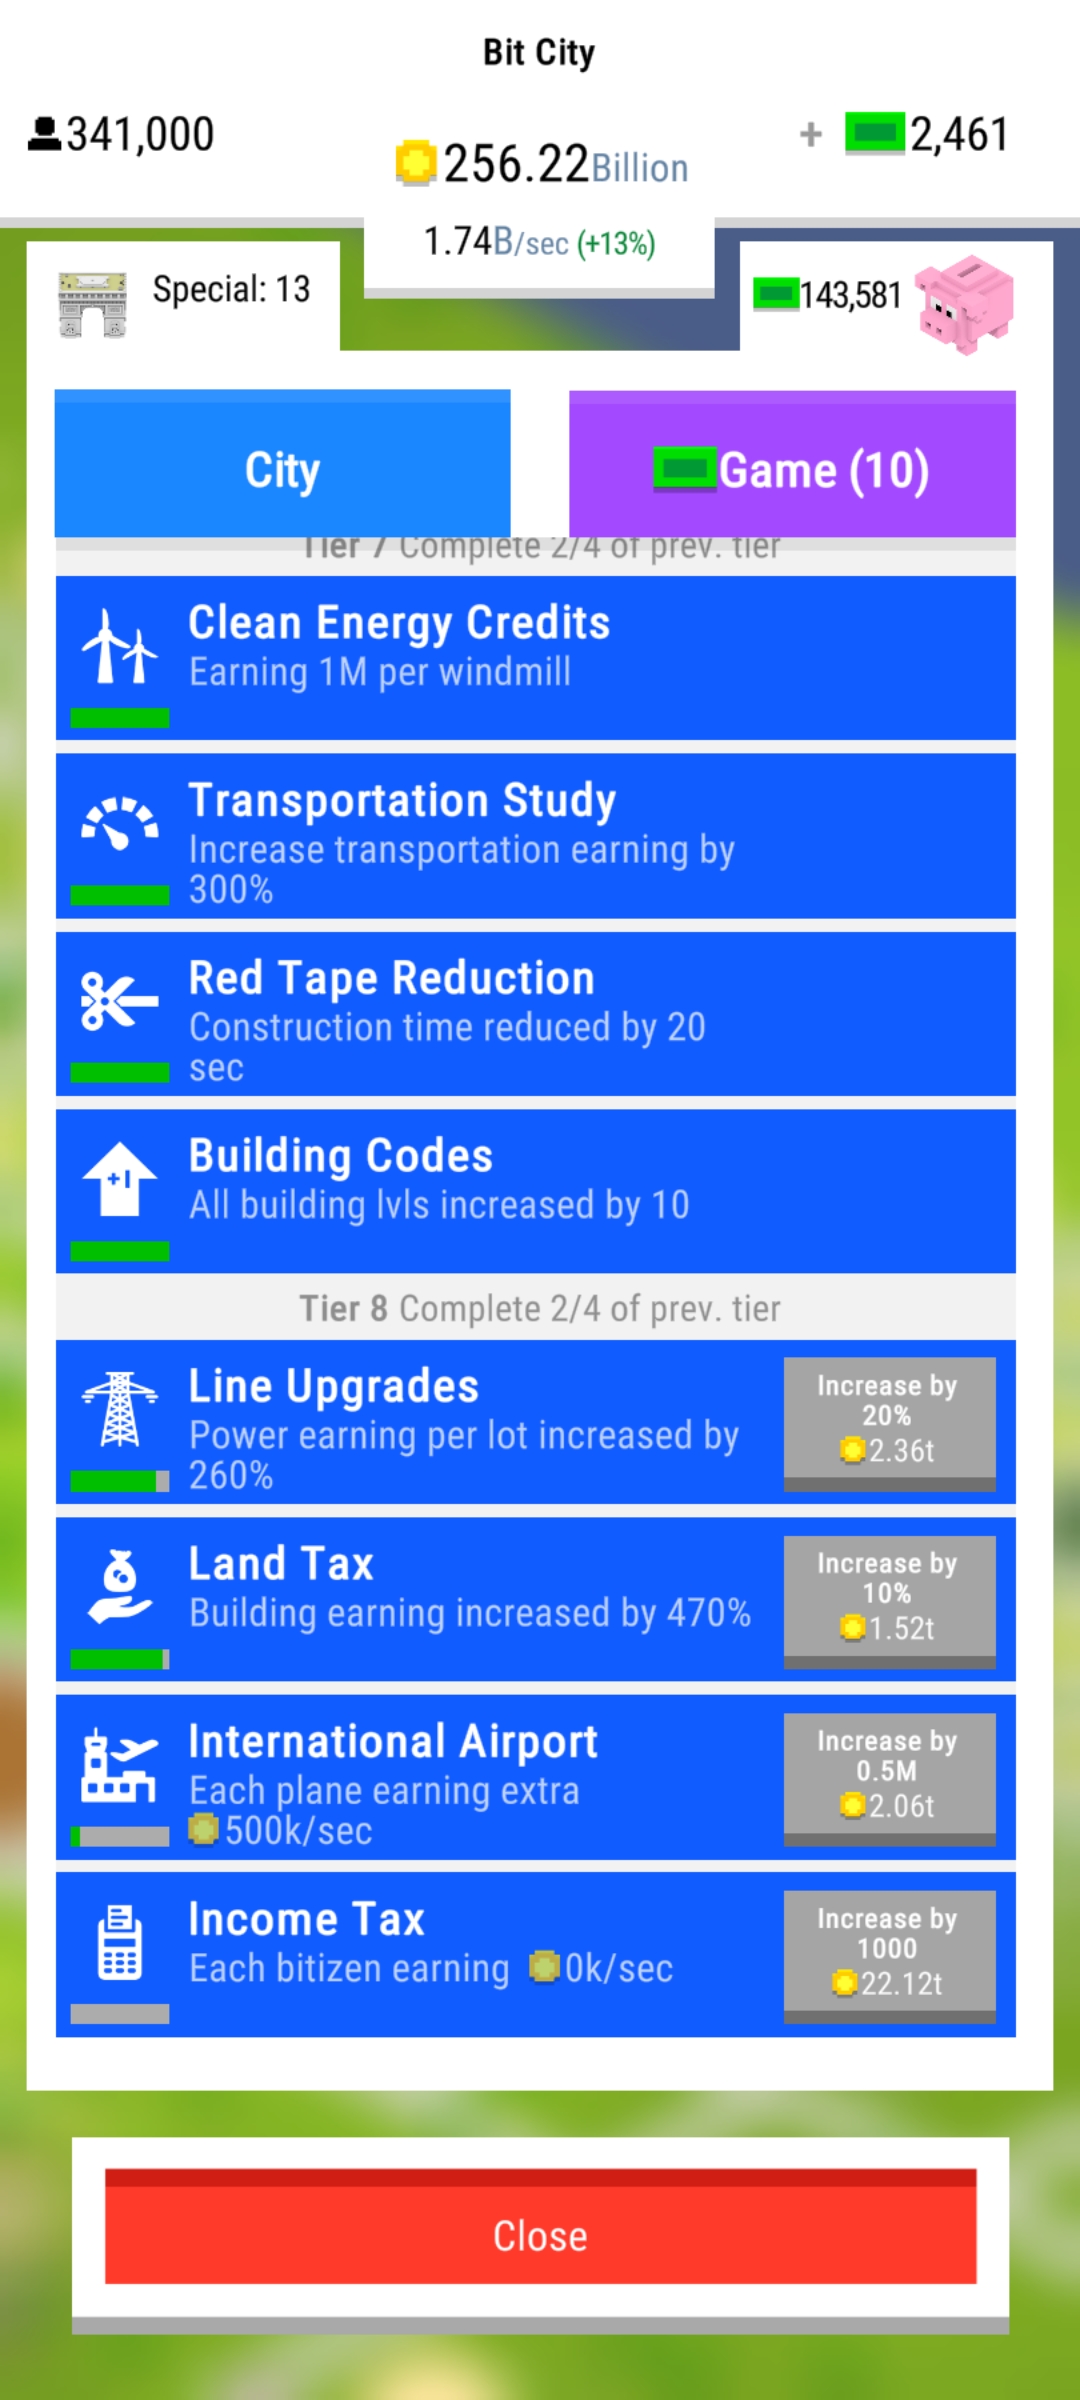 Bit City
341,000
256.22Billion
+ 2,461
1.74B/sec (+13%)
Special: 13
143,581
City
Game (10)
Tier 7 Complete 2/4 of prev. tier
Clean Energy Credits
Earning 1M per windmill
Transportation Study
Increase transportation earning by
300%
Red Tape Reduction
Construction time reduced by 20
sec
+1
Building Codes
All building lvls increased by 10
Tier 8 Complete 2/4 of prev. tier
Line Upgrades
Power earning per lot increased by
260%
Increase by
20%
2.36t
Land Tax
Building earning increased by 470%
Increase by
10%
1.52t
International Airport
Each plane earning extra
500k/sec
Increase by
0.5M
2.06t
Income Tax
Each bitizen earning 0k/sec
Increase by
1000
22.12t
Close